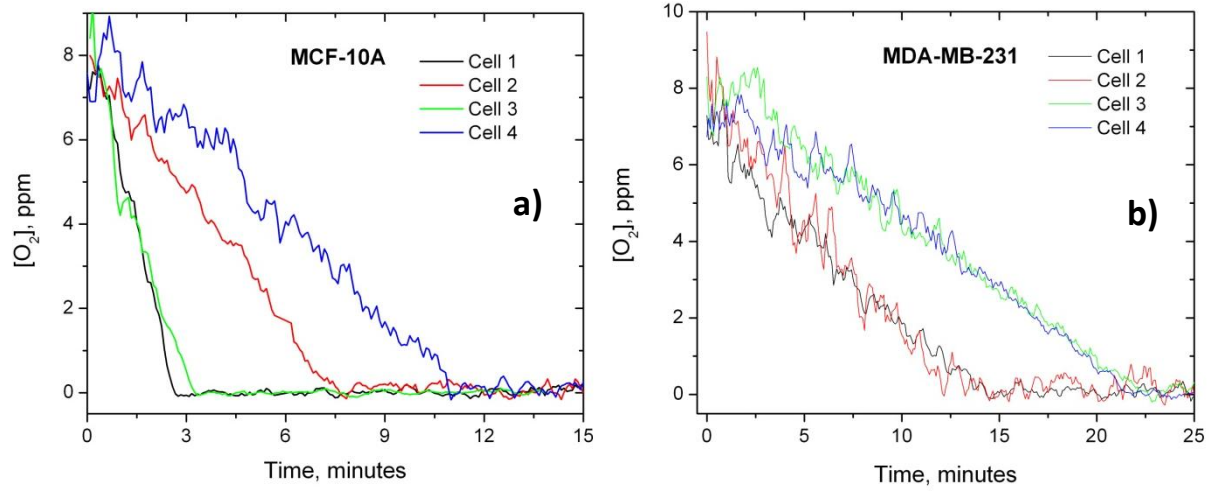 MCF-10A
Cell 1
Cell 2
Cell 3
Cell 4
a)
[O₂], ppm
8
6
4
2
0
0 3 6 9 12 15
Time, minutes
MDA-MB-231
Cell 1
Cell 2
Cell 3
Cell 4
b)
[O₂], ppm
10
8
6
4
2
0
0 5 10 15 20 25
Time, minutes